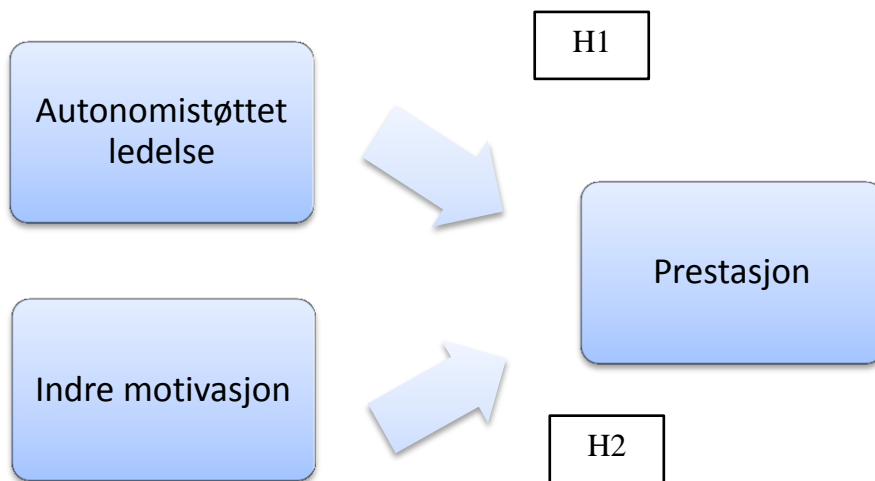 H1
Autonomistøttet
ledelse
Prestasjon
Indre motivasjon
H2